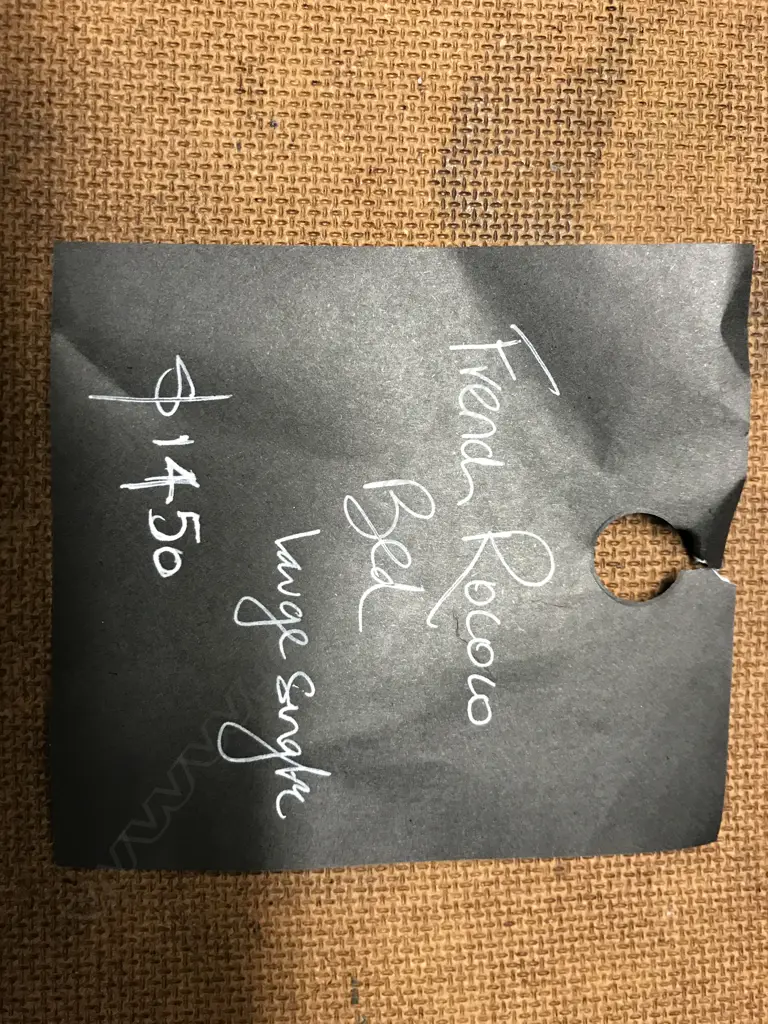 French Rococo
Bed
Large single
$1450